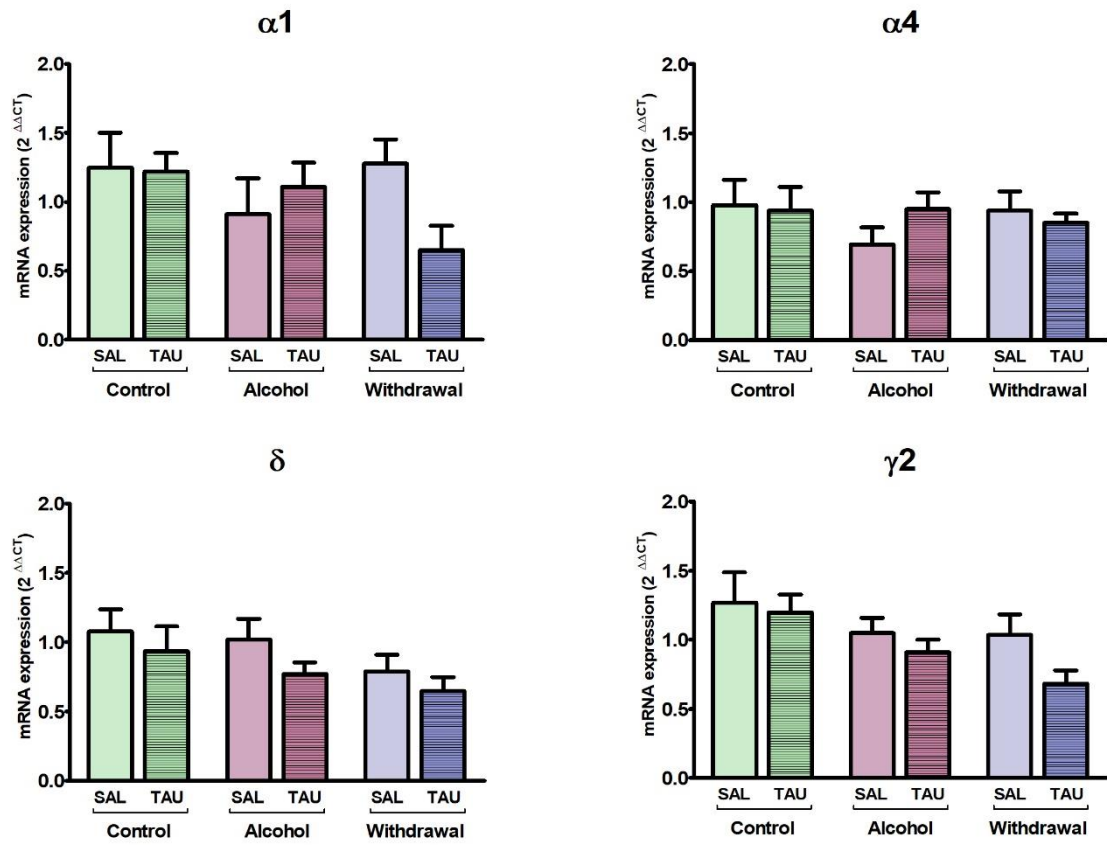 α1
mRNA expression (2 ΔΔCT)
2.0
1.5
1.0
0.5
0.0
SAL TAU SAL TAU SAL TAU
Control Alcohol Withdrawal
α4
mRNA expression (2 ΔΔCT)
2.0
1.5
1.0
0.5
0.0
SAL TAU SAL TAU SAL TAU
Control Alcohol Withdrawal
δ
mRNA expression (2 ΔΔCT)
2.0
1.5
1.0
0.5
0.0
SAL TAU SAL TAU SAL TAU
Control Alcohol Withdrawal
γ2
mRNA expression (2 ΔΔCT)
2.0
1.5
1.0
0.5
0.0
SAL TAU SAL TAU SAL TAU
Control Alcohol Withdrawal